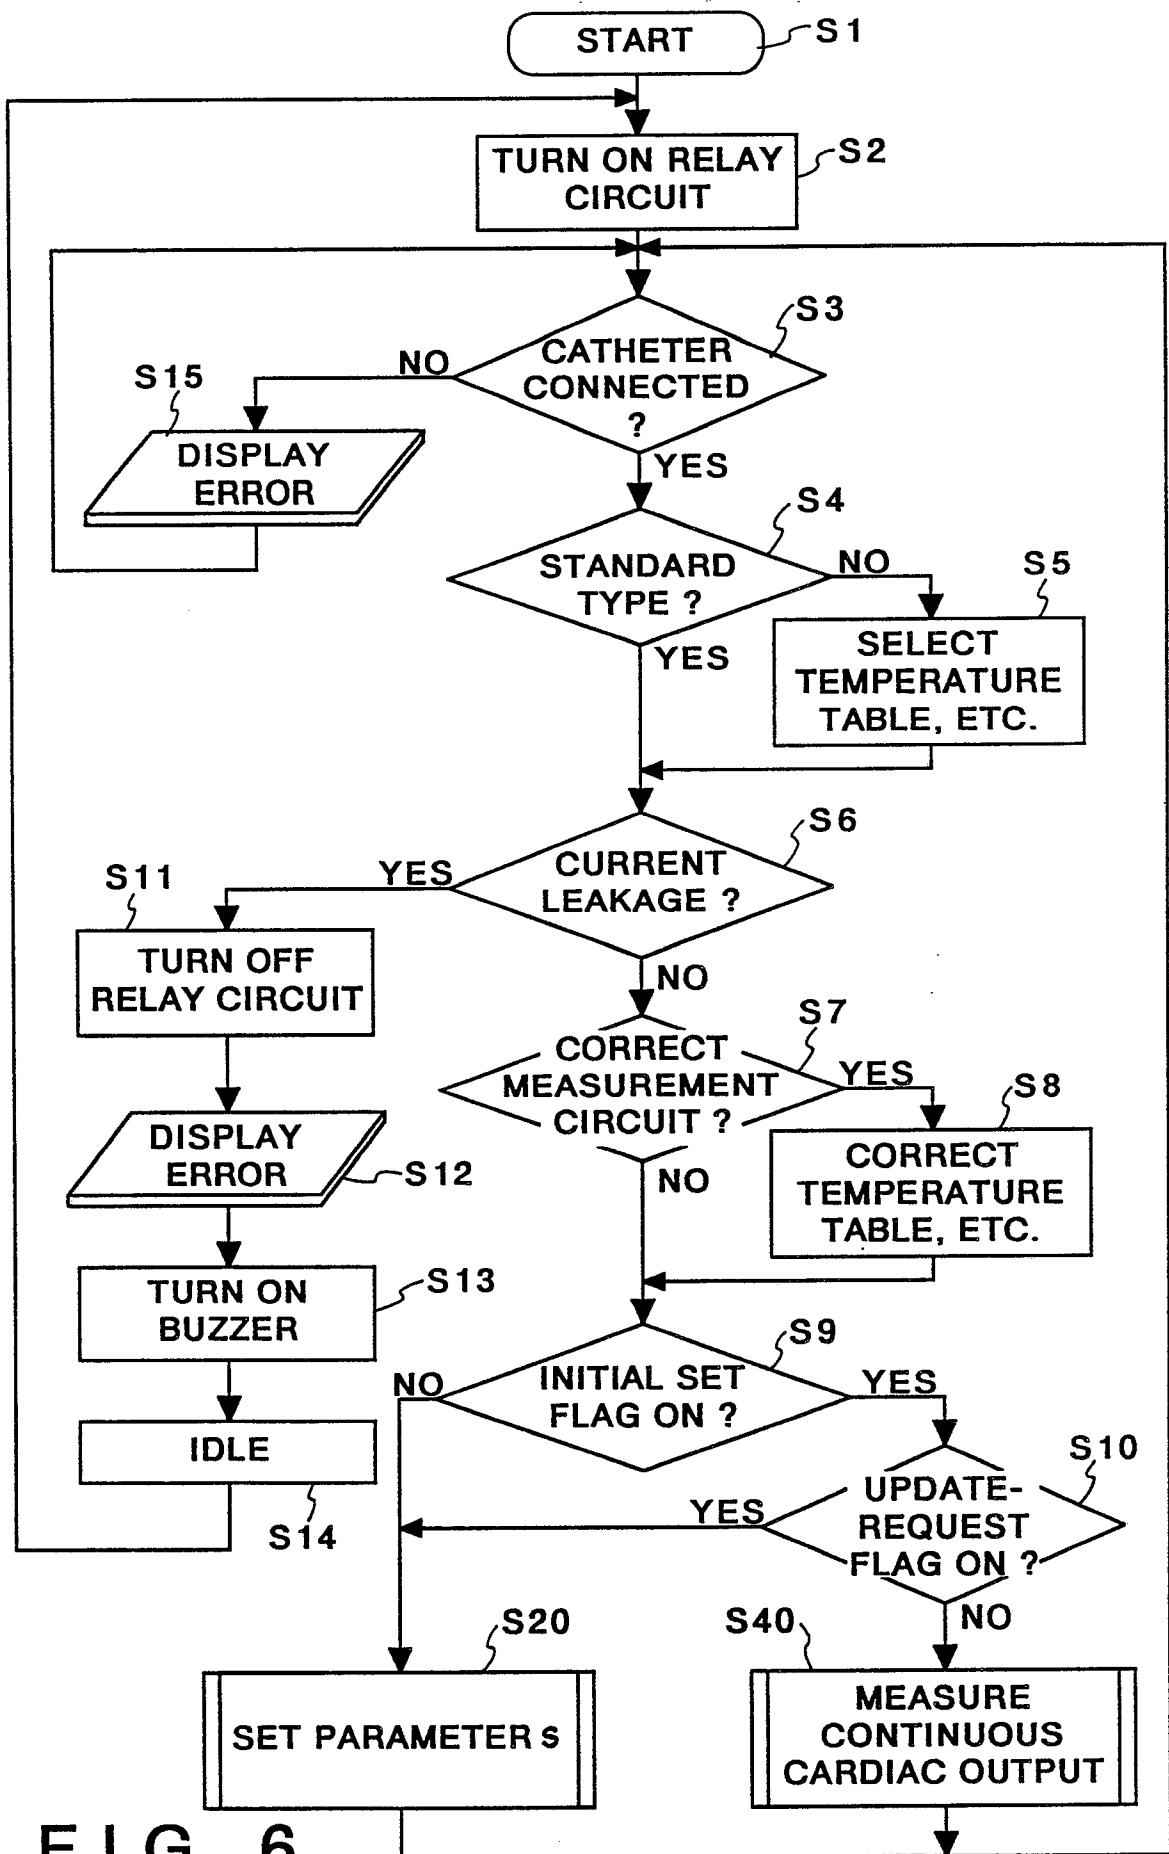 START
S1
TURN ON RELAY
CIRCUIT
S2
CATHETER
CONNECTED
?
S3
NO
YES
S15
DISPLAY
ERROR
STANDARD
TYPE ?
S4
NO
YES
S5
SELECT
TEMPERATURE
TABLE, ETC.
CURRENT
LEAKAGE ?
S6
YES
NO
S11
TURN OFF
RELAY CIRCUIT
CORRECT
MEASUREMENT
CIRCUIT ?
S7
YES
NO
S8
CORRECT
TEMPERATURE
TABLE, ETC.
DISPLAY
ERROR
S12
TURN ON
BUZZER
S13
INITIAL SET
FLAG ON ?
S9
NO
YES
IDLE
S14
UPDATE-
REQUEST
FLAG ON ?
S10
YES
NO
S20
SET PARAMETERS
S40
MEASURE
CONTINUOUS
CARDIAC OUTPUT
FIG. 6